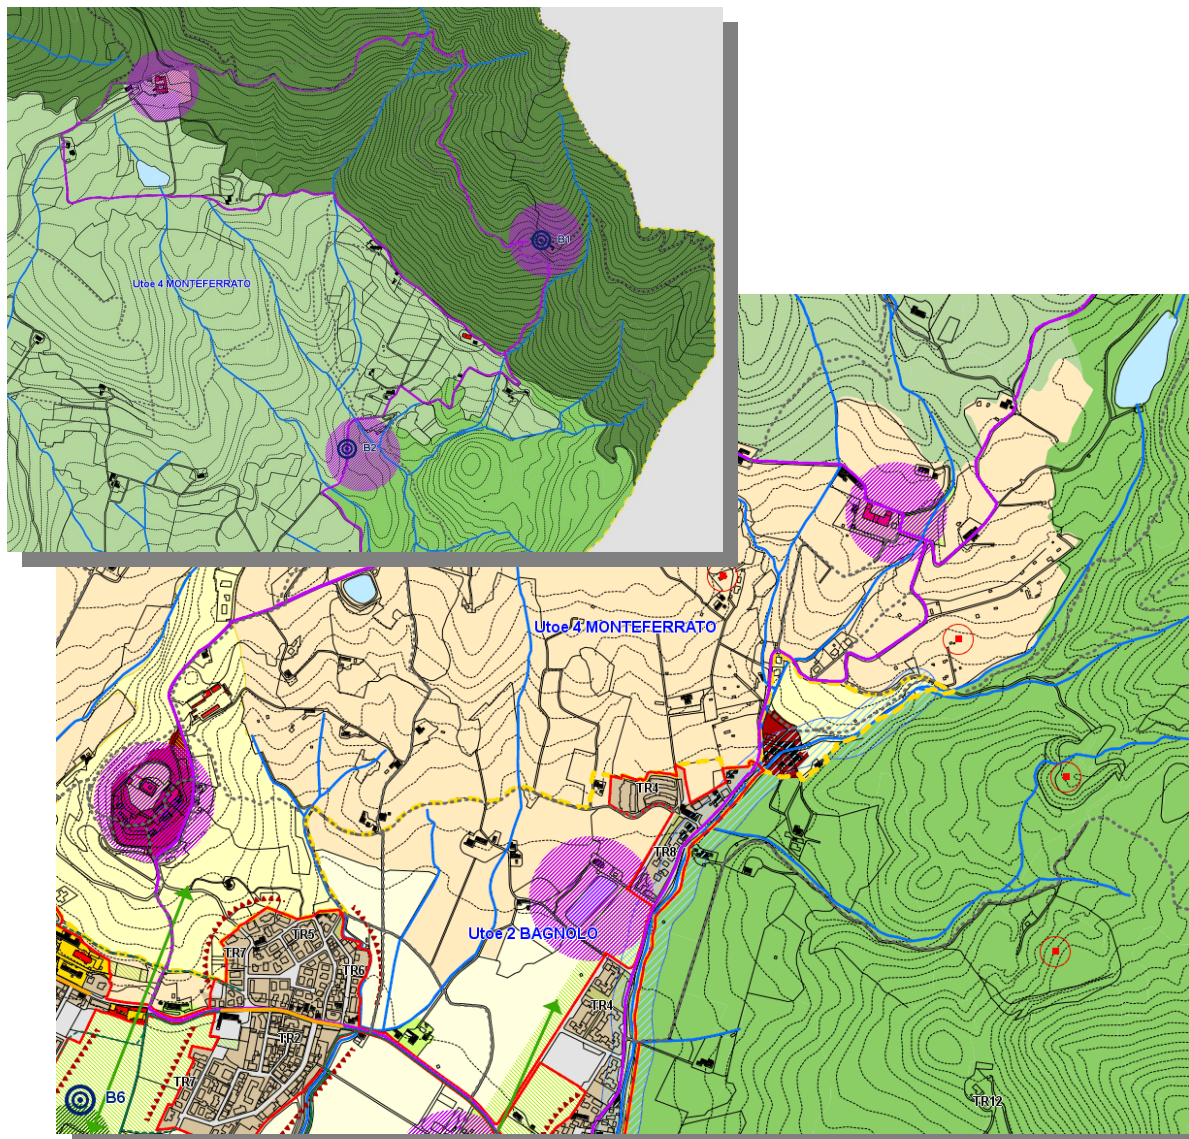 B1
Utoe 4 MONTEFERRATO
B2
Utoe 4 MONTEFERRATO
TR4
TR8
Utoe 2 BAGNOLO
TR5
TR7
TR6
TR4
TR2
TR7
B6
TR12